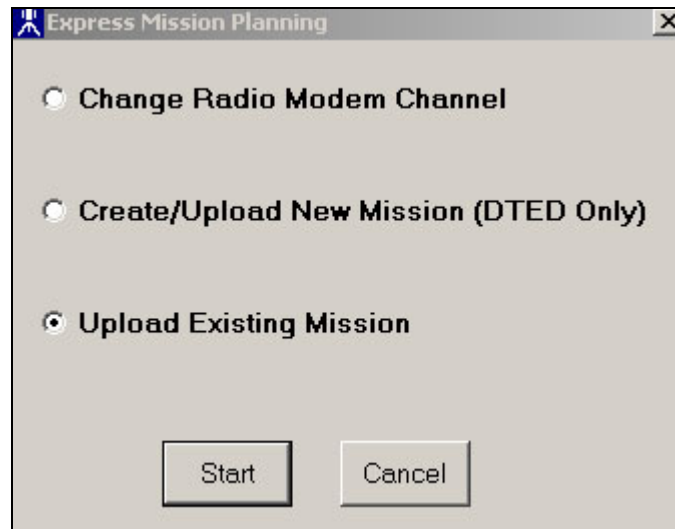 Express Mission Planning
Change Radio Modem Channel
Create/Upload New Mission (DTED Only)
Upload Existing Mission
Start Cancel